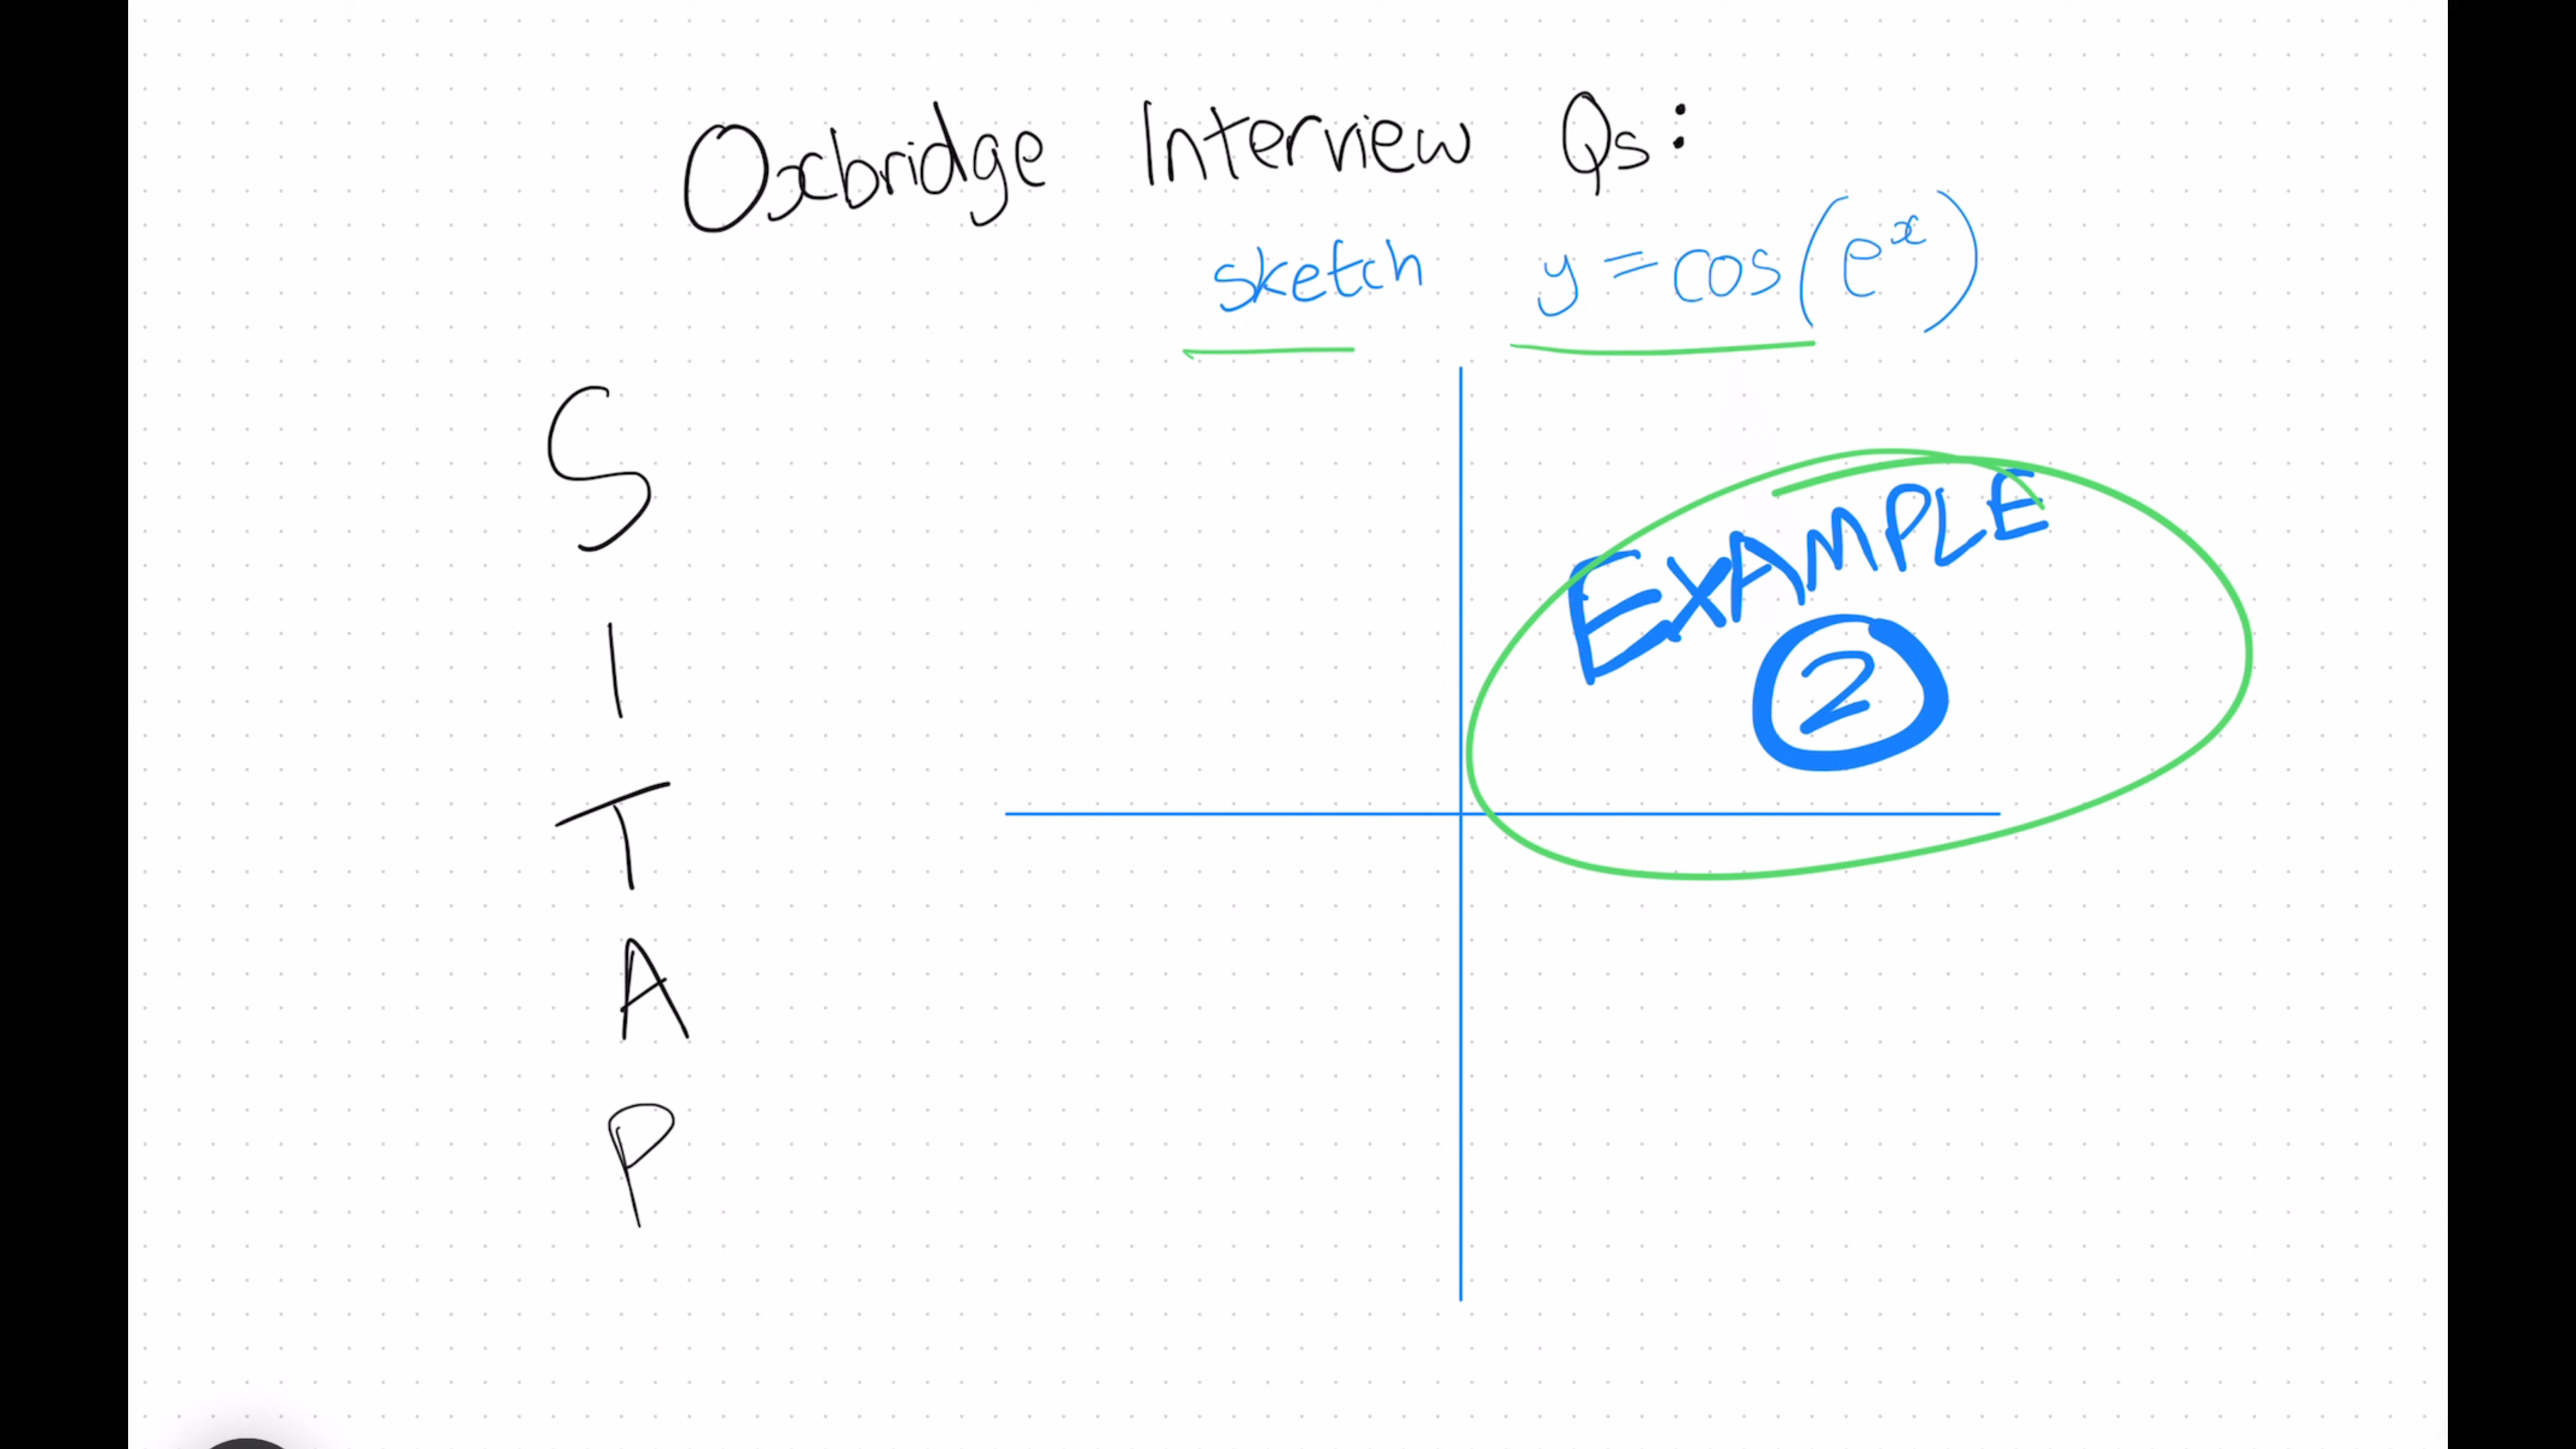 Oxbridge Interview Qs:
sketch y = cos(e^x)
S
EXAMPLE
I
2
T
A
P